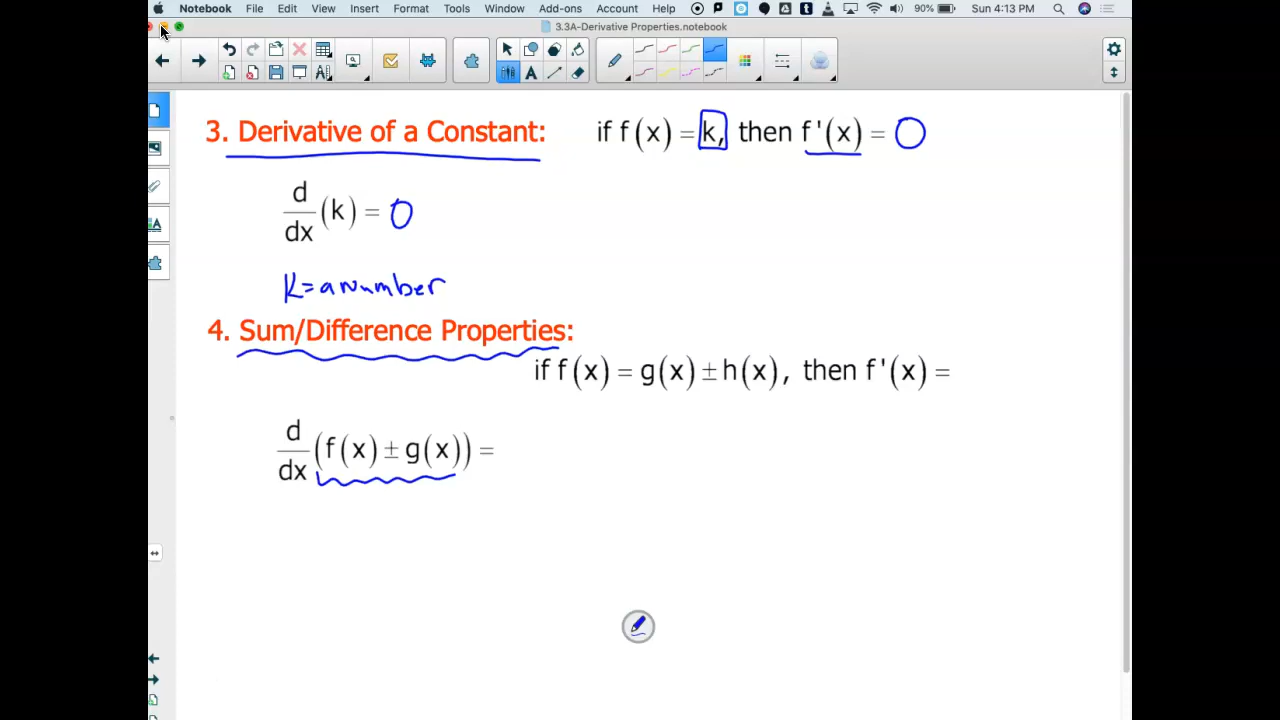 Notebook File Edit View Insert Format Tools Window Add-ons Account Help 90% Sun 4:13 PM
3.3A-Derivative Properties.notebook
3. Derivative of a Constant: if f(x) = k, then f'(x) = 0
d/dx (k) = 0
K = a number
4. Sum/Difference Properties:
if f(x) = g(x) ± h(x), then f'(x) =
d/dx (f(x) ± g(x)) =